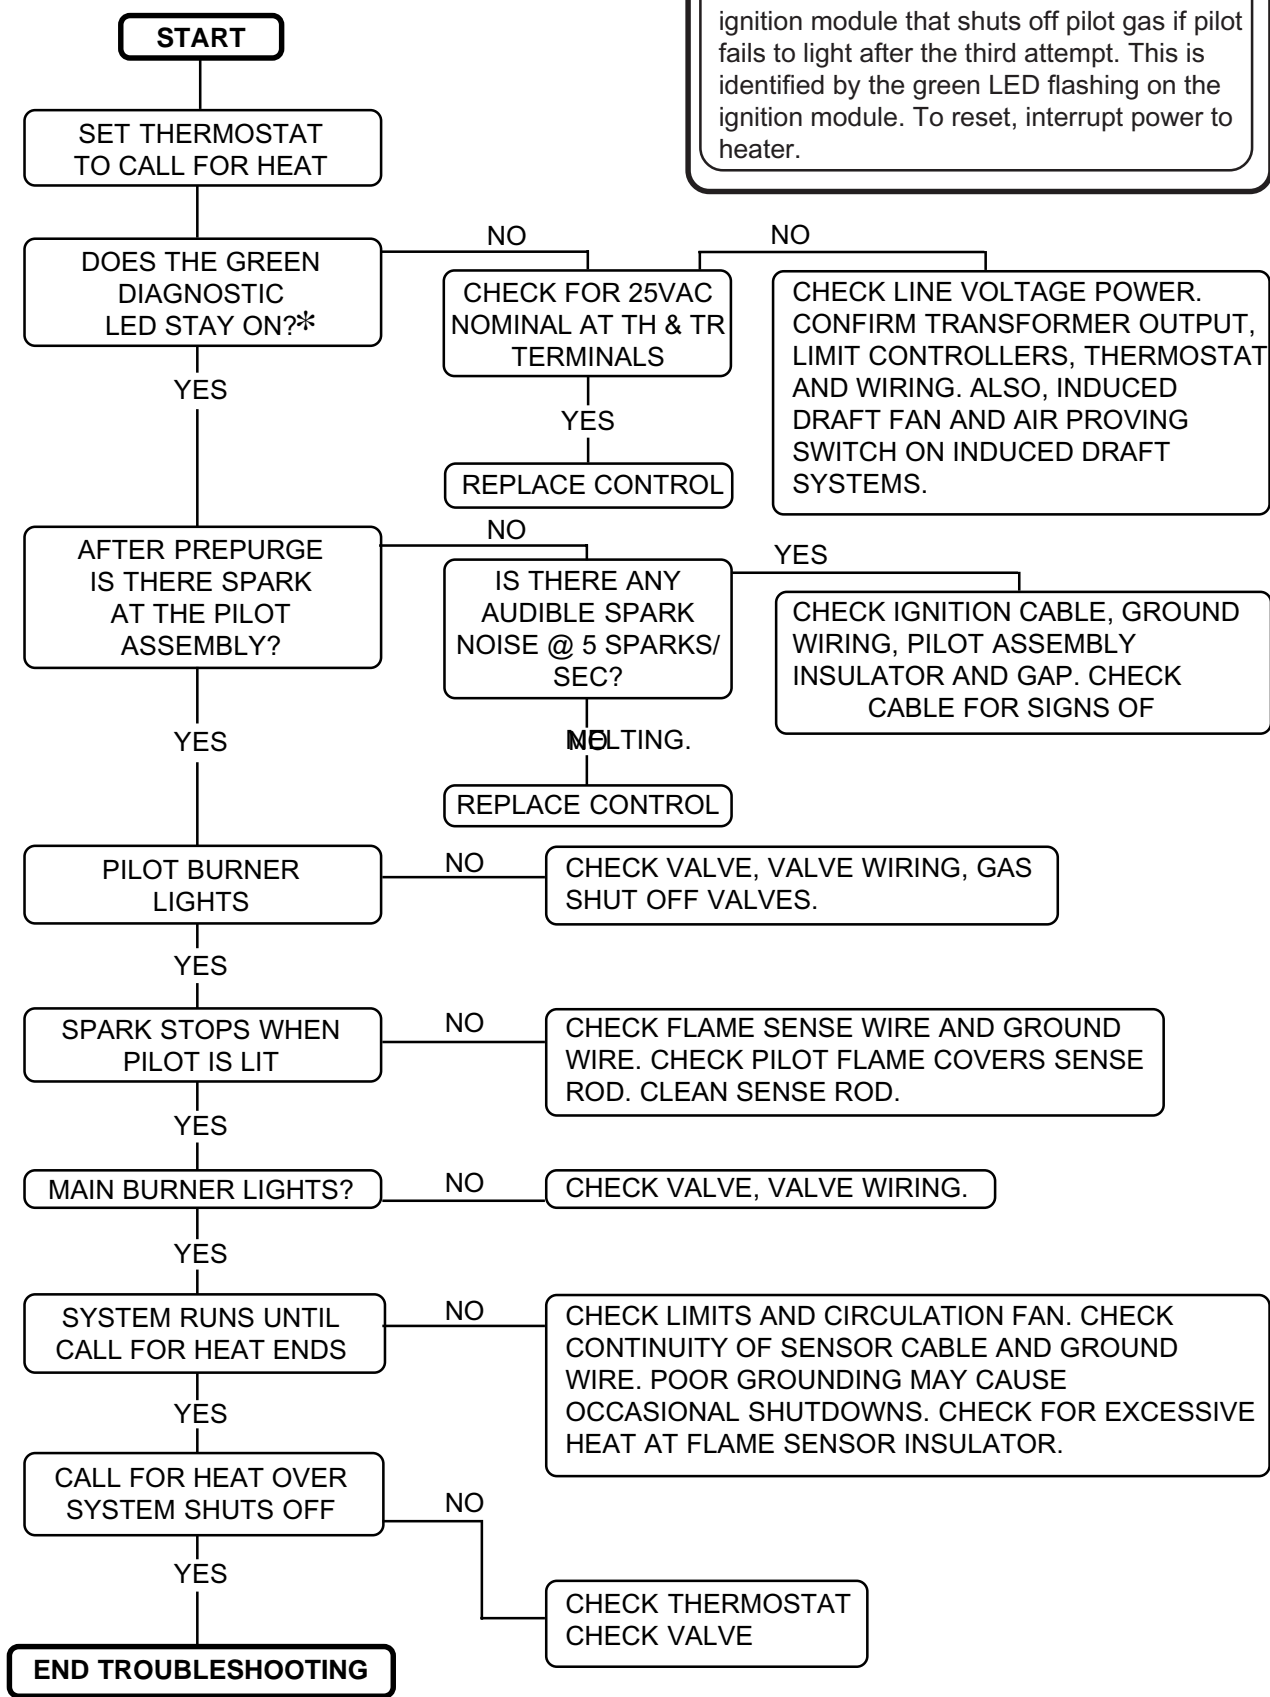 ignition module that shuts off pilot gas if pilot
fails to light after the third attempt. This is
identified by the green LED flashing on the
ignition module. To reset, interrupt power to
heater.
START
SET THERMOSTAT
TO CALL FOR HEAT
DOES THE GREEN
DIAGNOSTIC
LED STAY ON?*
NO
CHECK FOR 25VAC
NOMINAL AT TH & TR
TERMINALS
NO
CHECK LINE VOLTAGE POWER.
CONFIRM TRANSFORMER OUTPUT,
LIMIT CONTROLLERS, THERMOSTAT
AND WIRING. ALSO, INDUCED
DRAFT FAN AND AIR PROVING
SWITCH ON INDUCED DRAFT
SYSTEMS.
YES
YES
REPLACE CONTROL
AFTER PREPURGE
IS THERE SPARK
AT THE PILOT
ASSEMBLY?
NO
IS THERE ANY
AUDIBLE SPARK
NOISE @ 5 SPARKS/
SEC?
YES
CHECK IGNITION CABLE, GROUND
WIRING, PILOT ASSEMBLY
INSULATOR AND GAP. CHECK
CABLE FOR SIGNS OF
MELTING.
YES
NO
REPLACE CONTROL
PILOT BURNER
LIGHTS
NO
CHECK VALVE, VALVE WIRING, GAS
SHUT OFF VALVES.
YES
SPARK STOPS WHEN
PILOT IS LIT
NO
CHECK FLAME SENSE WIRE AND GROUND
WIRE. CHECK PILOT FLAME COVERS SENSE
ROD. CLEAN SENSE ROD.
YES
MAIN BURNER LIGHTS?
NO
CHECK VALVE, VALVE WIRING.
YES
SYSTEM RUNS UNTIL
CALL FOR HEAT ENDS
NO
CHECK LIMITS AND CIRCULATION FAN. CHECK
CONTINUITY OF SENSOR CABLE AND GROUND
WIRE. POOR GROUNDING MAY CAUSE
OCCASIONAL SHUTDOWNS. CHECK FOR EXCESSIVE
HEAT AT FLAME SENSOR INSULATOR.
YES
CALL FOR HEAT OVER
SYSTEM SHUTS OFF
NO
CHECK THERMOSTAT
CHECK VALVE
YES
END TROUBLESHOOTING